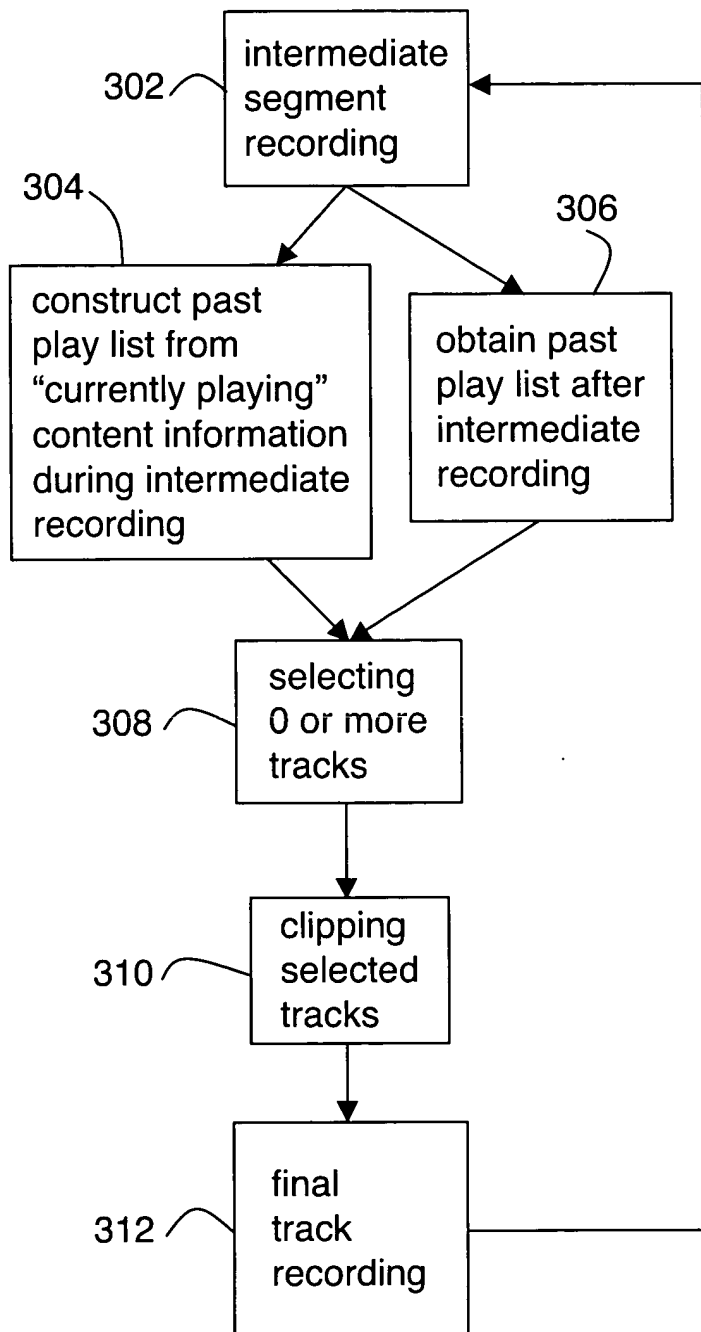 302
intermediate
segment
recording
304
construct past
play list from
“currently playing”
content information
during intermediate
recording
306
obtain past
play list after
intermediate
recording
308
selecting
0 or more
tracks
310
clipping
selected
tracks
312
final
track
recording